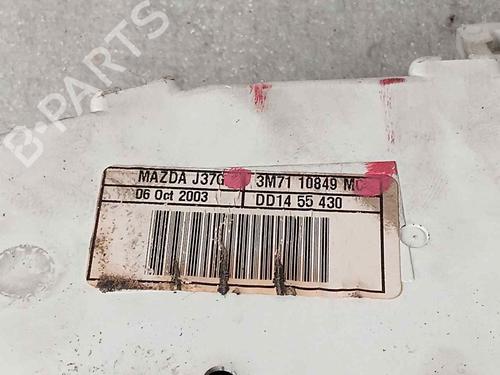 B-PARTS
MAZDA J37G 3M71 10849 MC
06 Oct 2003 DD14 55 430